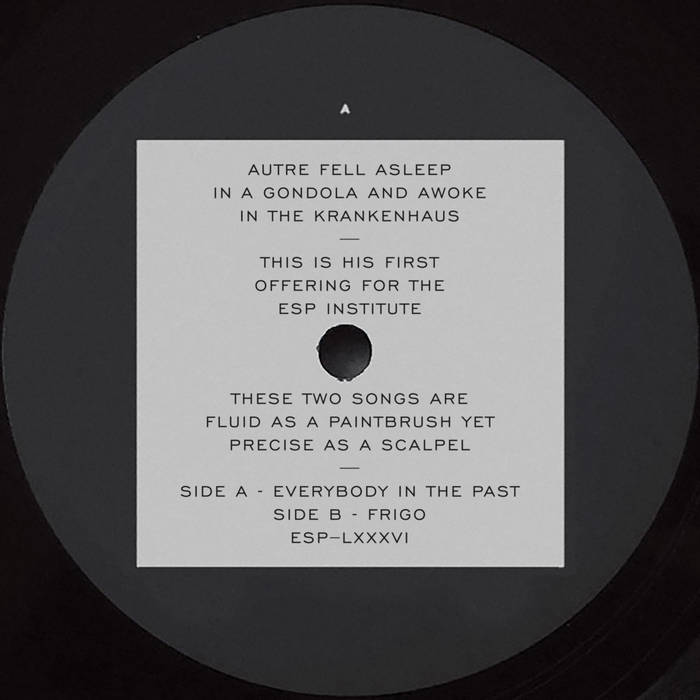 A
AUTRE FELL ASLEEP
IN A GONDOLA AND AWOKE
IN THE KRANKENHAUS
—
THIS IS HIS FIRST
OFFERING FOR THE
ESP INSTITUTE
THESE TWO SONGS ARE
FLUID AS A PAINTBRUSH YET
PRECISE AS A SCALPEL
—
SIDE A - EVERYBODY IN THE PAST
SIDE B - FRIGO
ESP–LXXXVI